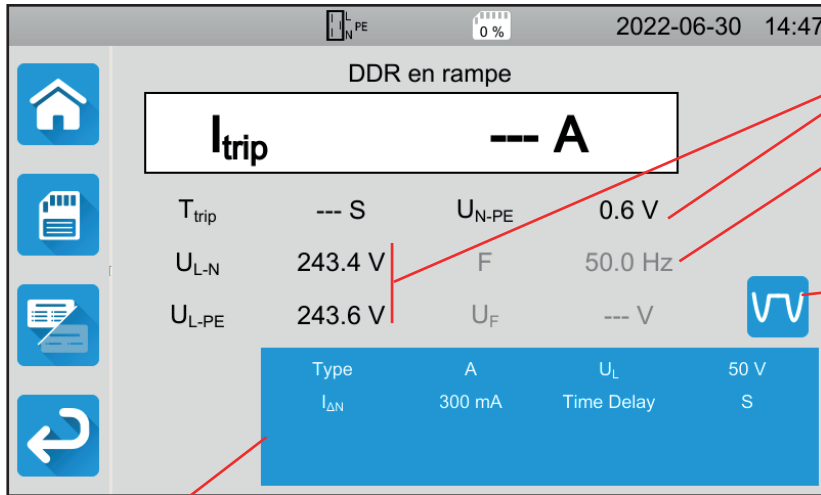 L N PE 0 % 2022-06-30 14:47
DDR en rampe
Itrip --- A
Ttrip --- S UN-PE 0.6 V
UL-N 243.4 V F 50.0 Hz
UL-PE 243.6 V UF --- V
Type A UL 50 V
IΔN 300 mA Time Delay S